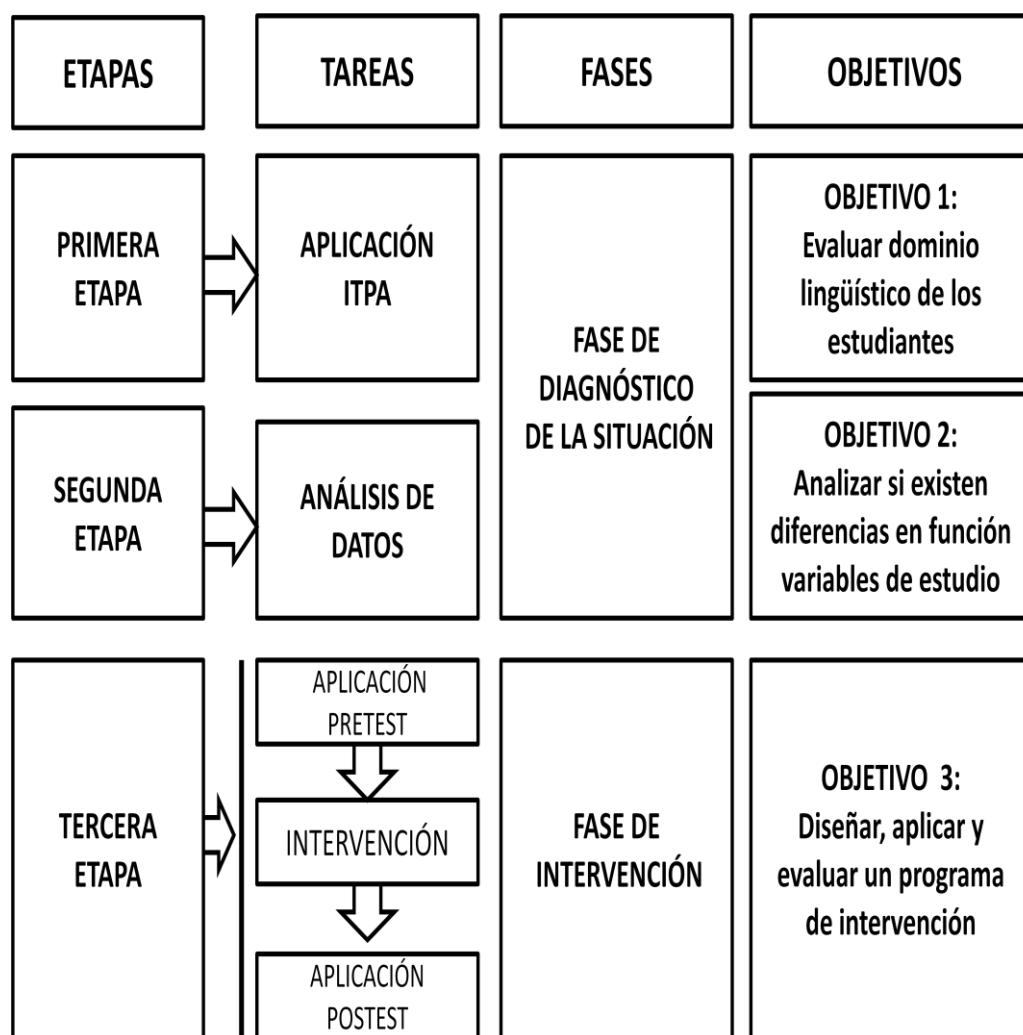 ETAPAS
TAREAS
FASES
OBJETIVOS
PRIMERA
ETAPA
APLICACIÓN
ITPA
FASE DE
DIAGNÓSTICO
DE LA SITUACIÓN
OBJETIVO 1:
Evaluar dominio
lingüístico de los
estudiantes
SEGUNDA
ETAPA
ANÁLISIS DE
DATOS
OBJETIVO 2:
Analizar si existen
diferencias en función
variables de estudio
TERCERA
ETAPA
APLICACIÓN
PRETEST
INTERVENCIÓN
APLICACIÓN
POSTEST
FASE DE
INTERVENCIÓN
OBJETIVO 3:
Diseñar, aplicar y
evaluar un programa
de intervención